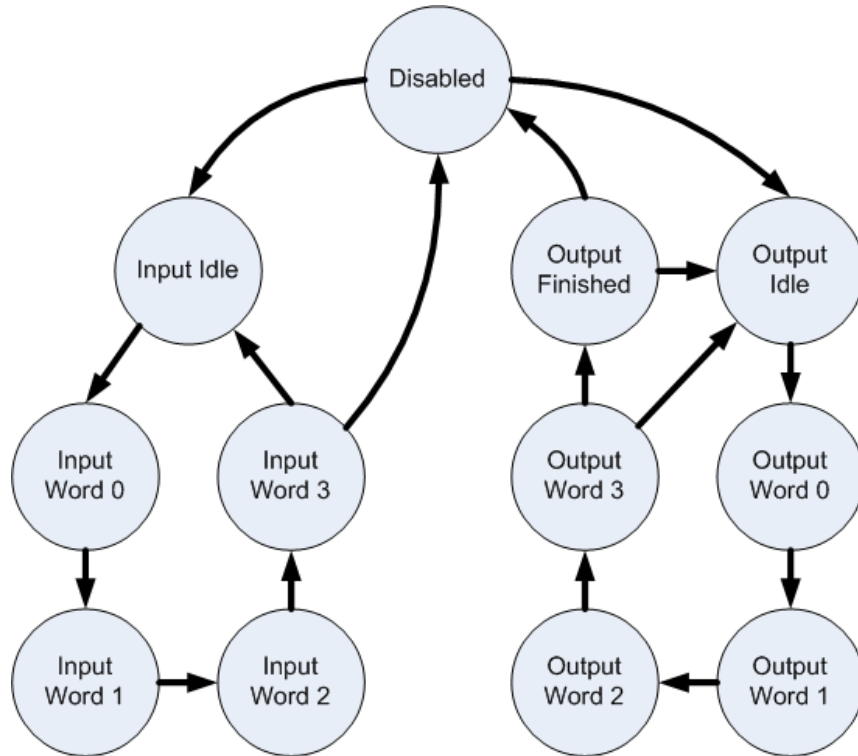 Disabled
Input Idle
Output
Finished
Output
Idle
Input
Word 0
Input
Word 3
Output
Word 3
Output
Word 0
Input
Word 1
Input
Word 2
Output
Word 2
Output
Word 1